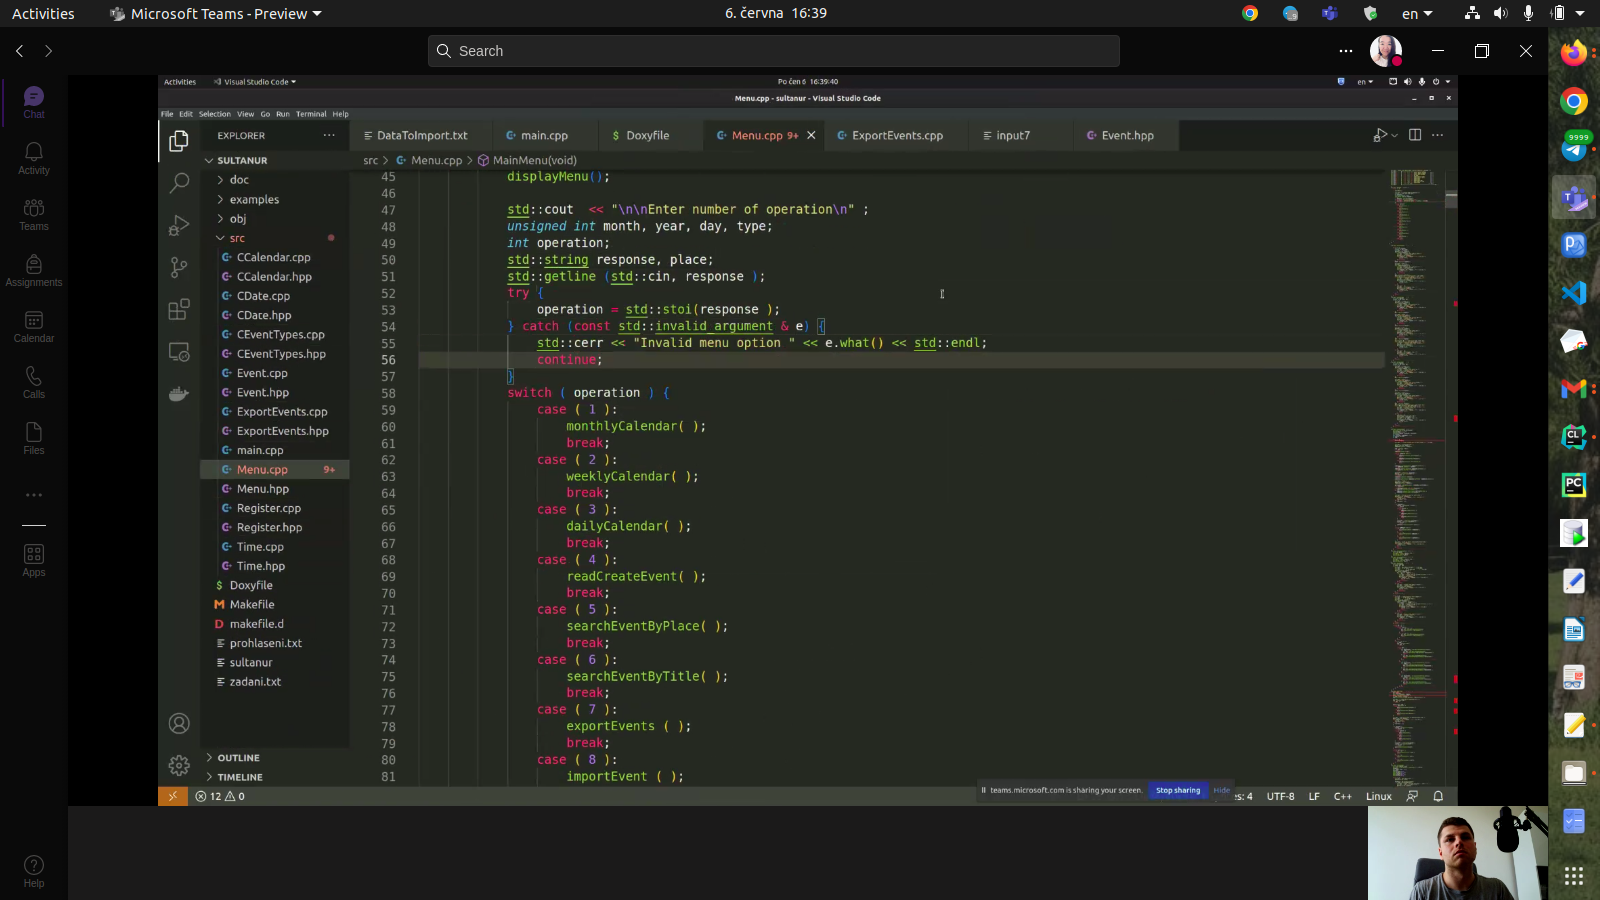 Activities
Microsoft Teams - Preview
6. června 16:39
en
Search
Activities
Visual Studio Code
Po čen 6 16:39:40
en
Menu.cpp - sultanur - Visual Studio Code
File Edit Selection View Go Run Terminal Help
EXPLORER
DataToImport.txt
main.cpp
Doxyfile
Menu.cpp 9+
ExportEvents.cpp
input7
Event.hpp
src
Menu.cpp
MainMenu(void)
Chat
Activity
Teams
Assignments
Calendar
Calls
Files
Apps
Help
SULTANUR
doc
examples
obj
src
CCalendar.cpp
CCalendar.hpp
CDate.cpp
CDate.hpp
CEventTypes.cpp
CEventTypes.hpp
Event.cpp
Event.hpp
ExportEvents.cpp
ExportEvents.hpp
main.cpp
Menu.cpp 9+
Menu.hpp
Register.cpp
Register.hpp
Time.cpp
Time.hpp
Doxyfile
Makefile
makefile.d
prohlaseni.txt
sultanur
zadani.txt
OUTLINE
TIMELINE
45 displayMenu();
46
47 std::cout << "\n\nEnter number of operation\n" ;
48 unsigned int month, year, day, type;
49 int operation;
50 std::string response, place;
51 std::getline (std::cin, response );
52 try {
53 operation = std::stoi(response );
54 } catch (const std::invalid_argument & e) {
55 std::cerr << "Invalid menu option " << e.what() << std::endl;
56 continue;
57 }
58 switch ( operation ) {
59 case ( 1 ):
60 monthlyCalendar( );
61 break;
62 case ( 2 ):
63 weeklyCalendar( );
64 break;
65 case ( 3 ):
66 dailyCalendar( );
67 break;
68 case ( 4 ):
69 readCreateEvent( );
70 break;
71 case ( 5 ):
72 searchEventByPlace( );
73 break;
74 case ( 6 ):
75 searchEventByTitle( );
76 break;
77 case ( 7 ):
78 exportEvents ( );
79 break;
80 case ( 8 ):
81 importEvent ( );
teams.microsoft.com is sharing your screen.
Stop sharing
Hide
12 0
es: 4
UTF-8
LF
C++
Linux
9999
CL
PC